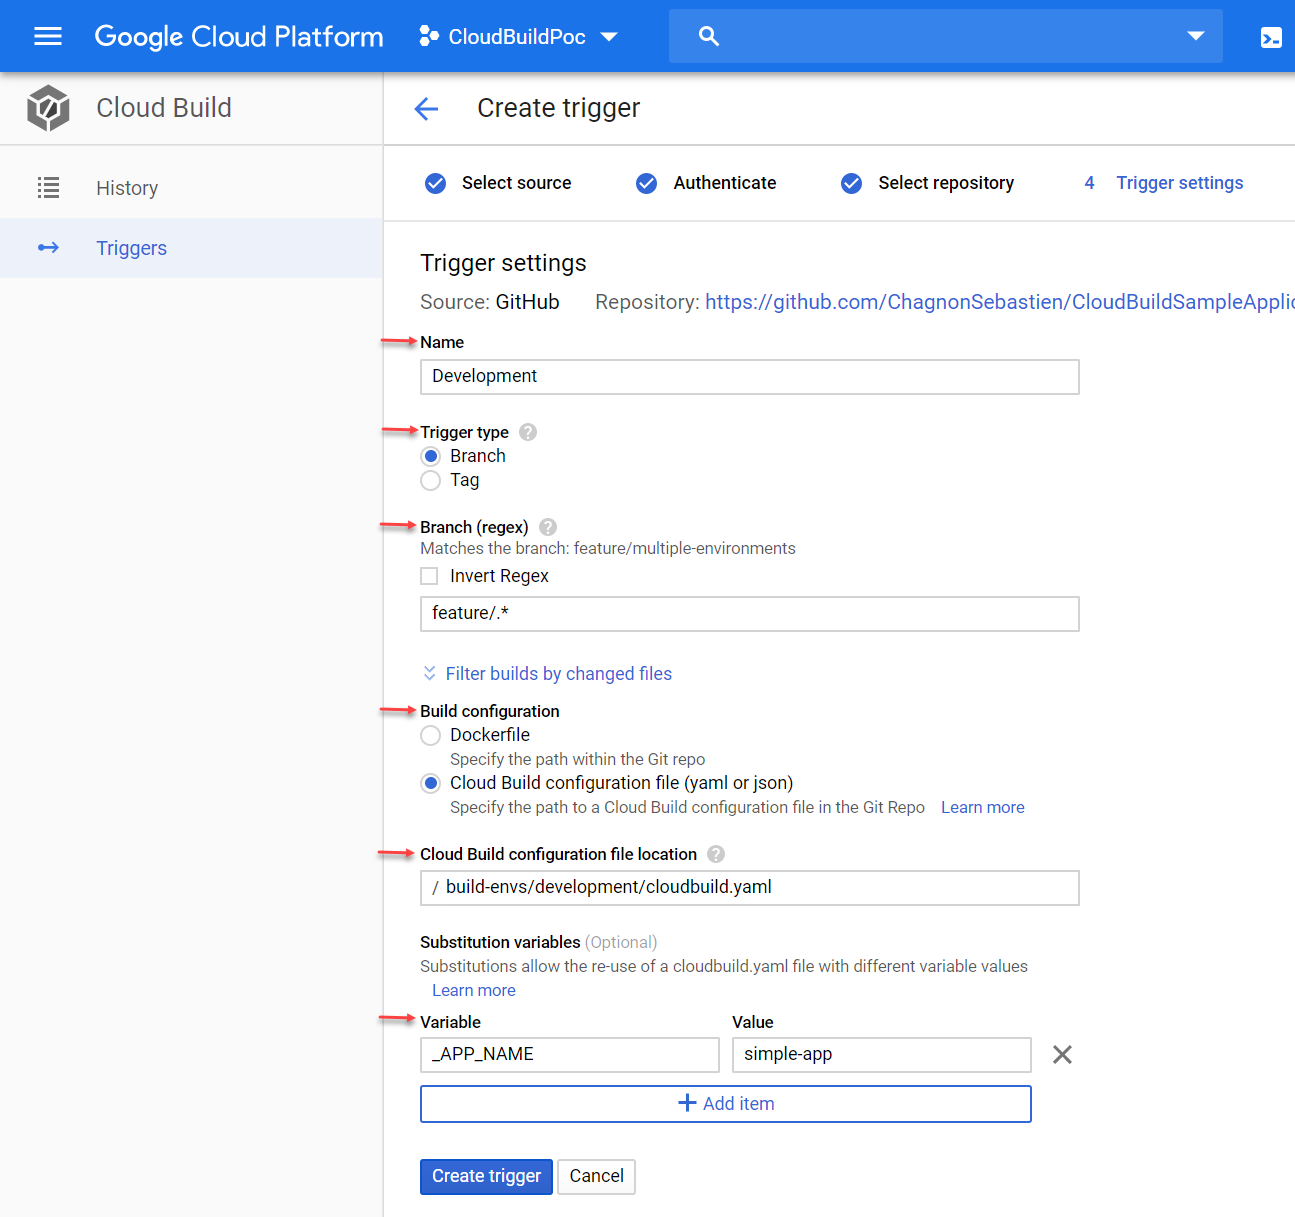 Google Cloud Platform CloudBuildPoc
Cloud Build
Create trigger
Select source Authenticate Select repository 4 Trigger settings
History
Triggers
Trigger settings
Source: GitHub Repository: https://github.com/ChagnonSebastien/CloudBuildSampleApplic
Name
Development
Trigger type ?
Branch
Tag
Branch (regex) ?
Matches the branch: feature/multiple-environments
Invert Regex
feature/.*
Filter builds by changed files
Build configuration
Dockerfile
Specify the path within the Git repo
Cloud Build configuration file (yaml or json)
Specify the path to a Cloud Build configuration file in the Git Repo Learn more
Cloud Build configuration file location ?
/ build-envs/development/cloudbuild.yaml
Substitution variables (Optional)
Substitutions allow the re-use of a cloudbuild.yaml file with different variable values
Learn more
Variable Value
_APP_NAME simple-app
Add item
Create trigger Cancel